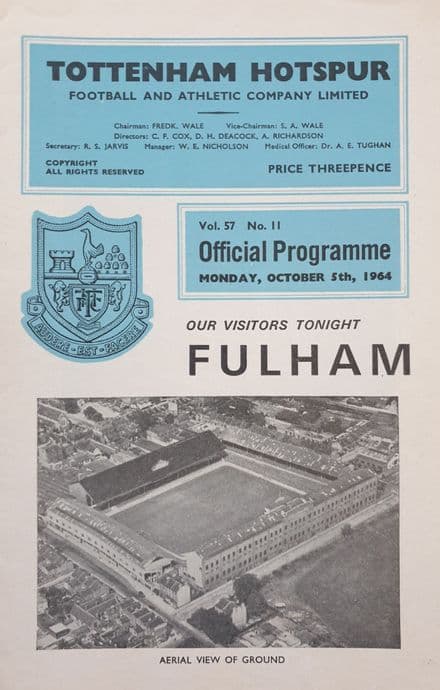 TOTTENHAM HOTSPUR
FOOTBALL AND ATHLETIC COMPANY LIMITED
Chairman: FREDK. WALE Vice-Chairman: S. A. WALE
Directors: C. F. COX, D. H. DEACOCK, A. RICHARDSON
Secretary: R. S. JARVIS Manager: W. E. NICHOLSON Medical Officer: Dr. A. E. TUGHAN
COPYRIGHT
ALL RIGHTS RESERVED
PRICE THREEPENCE
Vol. 57 No. 11
Official Programme
MONDAY, OCTOBER 5th, 1964
AUDERE-EST-FACERE
OUR VISITORS TONIGHT
FULHAM
AERIAL VIEW OF GROUND